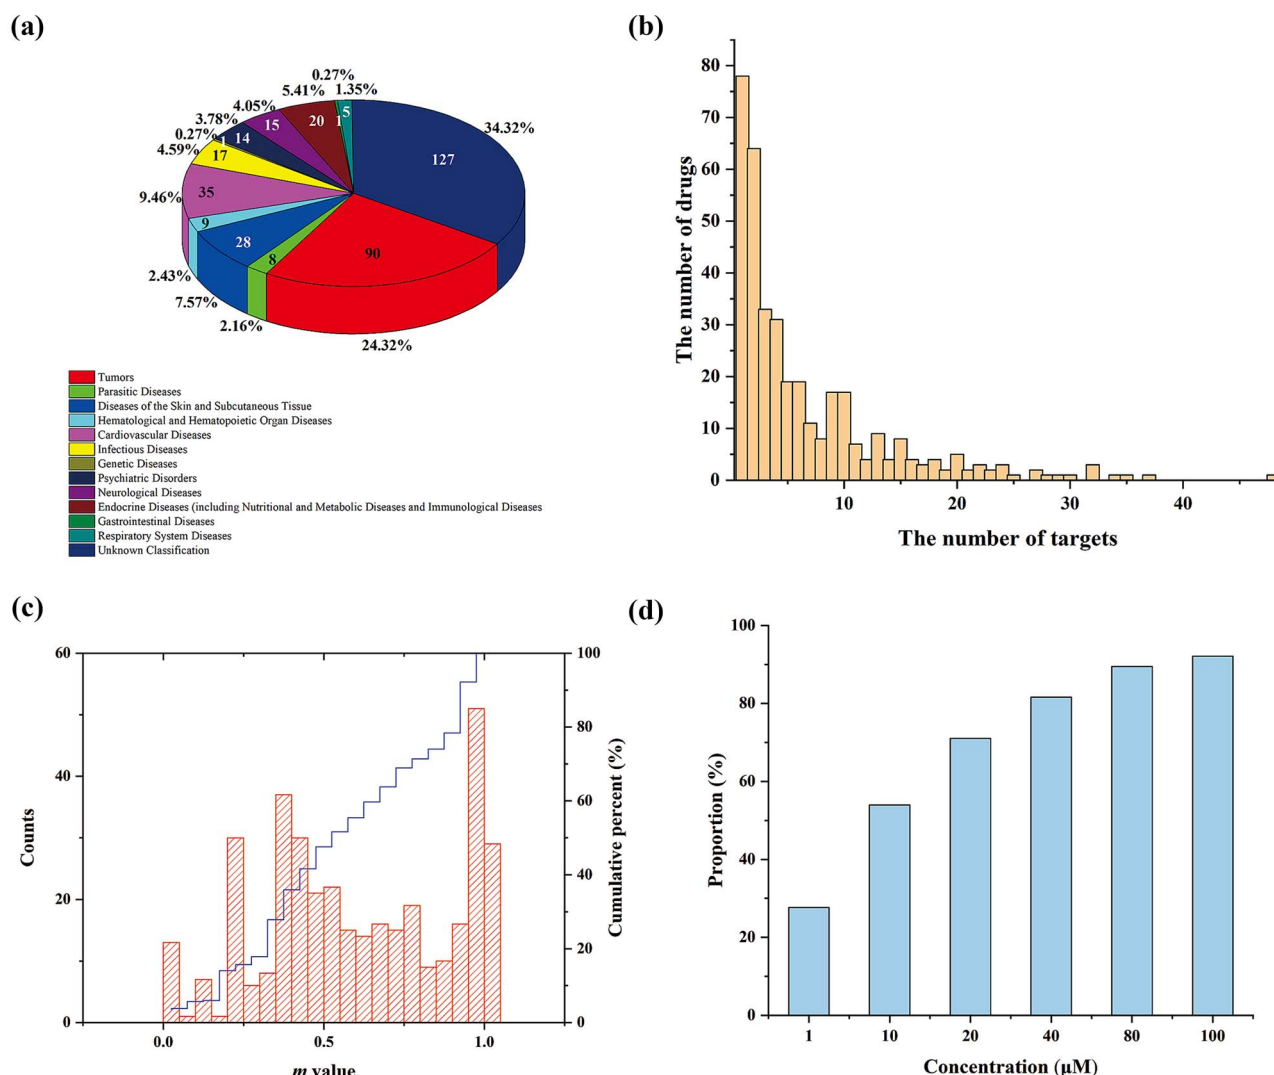 (a)
0.27%
5.41%
1.35%
4.05%
3.78%
0.27%
4.59%
9.46%
2.43%
7.57%
2.16%
24.32%
34.32%
20
1
5
15
14
1
17
35
9
28
8
90
127
Tumors
Parasitic Diseases
Diseases of the Skin and Subcutaneous Tissue
Hematological and Hematopoietic Organ Diseases
Cardiovascular Diseases
Infectious Diseases
Genetic Diseases
Psychiatric Disorders
Neurological Diseases
Endocrine Diseases (including Nutritional and Metabolic Diseases and Immunological Diseases
Gastrointestinal Diseases
Respiratory System Diseases
Unknown Classification
(b)
The number of drugs
80
70
60
50
40
30
20
10
0
10
20
30
40
The number of targets
(c)
Counts
60
40
20
0
0.0
0.5
1.0
m value
100
80
60
40
20
0
Cumulative percent (%)
(d)
Proportion (%)
100
80
60
40
20
0
1
10
20
40
80
100
Concentration (μM)